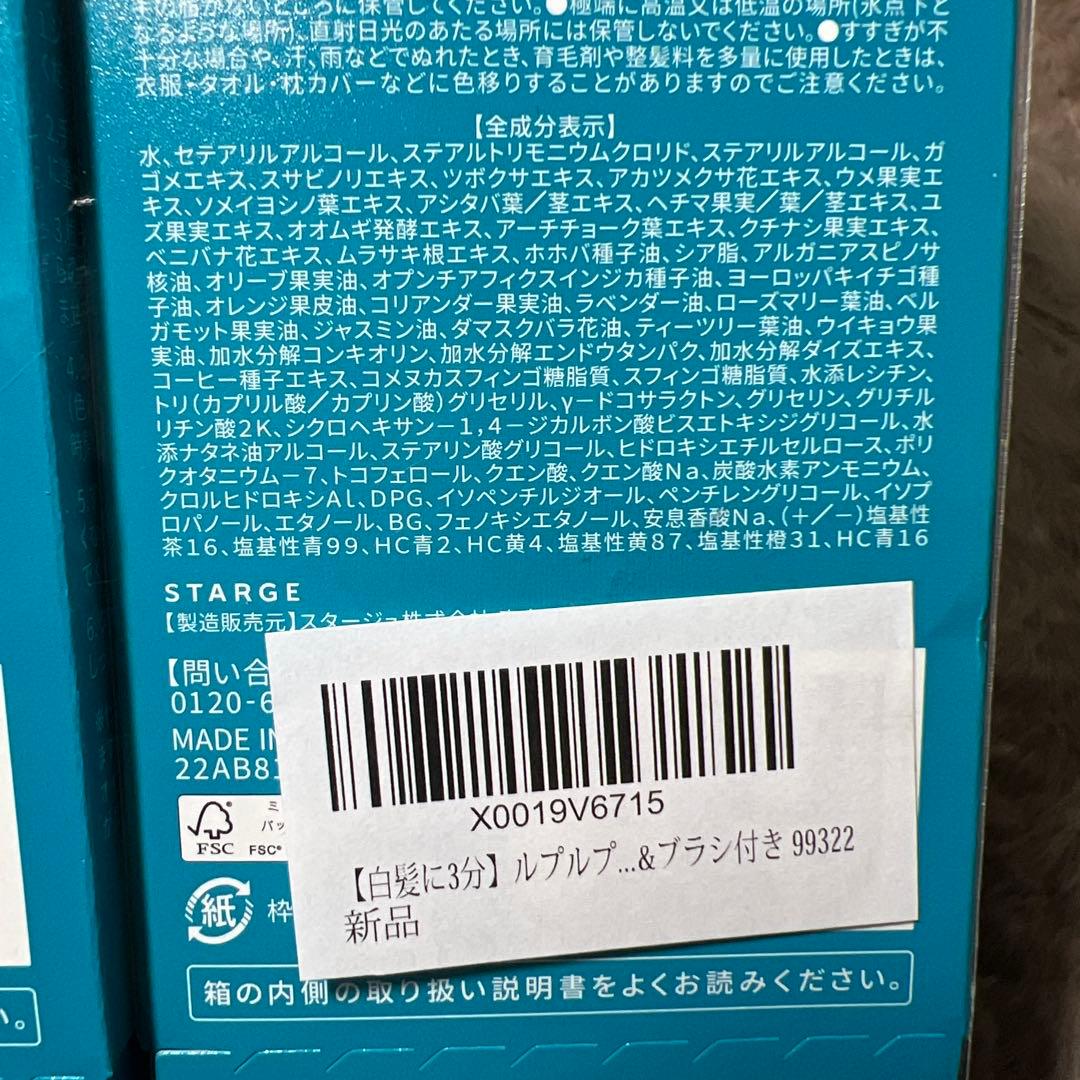 の脂がないところに保管してください。●極端に高温又は低温の場所(氷点下と
なるような場所)、直射日光のあたる場所には保管しないでください。●すすぎが不
十分な場合や、汗、雨などでぬれたとき、育毛剤や整髪料を多量に使用したときは、
衣服・タオル・枕カバーなどに色移りすることがありますのでご注意ください。
【全成分表示】
水、セテアリルアルコール、ステアルトリモニウムクロリド、ステアリルアルコール、ガ
ゴメエキス、スサビノリエキス、ツボクサエキス、アカツメクサ花エキス、ウメ果実エ
キス、ソメイヨシノ葉エキス、アシタバ葉/茎エキス、ヘチマ果実/葉/茎エキス、ユ
ズ果実エキス、オオムギ発酵エキス、アーチチョーク葉エキス、クチナシ果実エキス、
ベニバナ花エキス、ムラサキ根エキス、ホホバ種子油、シア脂、アルガニアスピノサ
核油、オリーブ果実油、オプンチアフィクスインジカ種子油、ヨーロッパキイチゴ種
子油、オレンジ果皮油、コリアンダー果実油、ラベンダー油、ローズマリー葉油、ベル
ガモット果実油、ジャスミン油、ダマスクバラ花油、ティーツリー葉油、ウイキョウ果
実油、加水分解コンキオリン、加水分解エンドウタンパク、加水分解ダイズエキス、
コーヒー種子エキス、コメヌカスフィンゴ糖脂質、スフィンゴ糖脂質、水添レシチン、
トリ(カプリル酸/カプリン酸)グリセリル、γ-ドコサラクトン、グリセリン、グリチル
リチン酸2K、シクロヘキサン-1,4-ジカルボン酸ビスエトキシジグリコール、水
添ナタネ油アルコール、ステアリン酸グリコール、ヒドロキシエチルセルロース、ポリ
クオタニウム-7、トコフェロール、クエン酸、クエン酸Na、炭酸水素アンモニウム、
クロルヒドロキシAl、DPG、イソペンチルジオール、ペンチレングリコール、イソプ
ロパノール、エタノール、BG、フェノキシエタノール、安息香酸Na、(+/-)塩基性
茶16、塩基性青99、HC青2、HC黄4、塩基性黄87、塩基性橙31、HC青16
STARGE
【製造販売元】スタージョ株式会社
【問い合
0120-6
MADE IN
22AB81
ミ
パッ
FSC FSC®
紙 枠
X0019V6715
【白髪に3分】ルプルプ...&ブラシ付き 99322
新品
箱の内側の取り扱い説明書をよくお読みください。